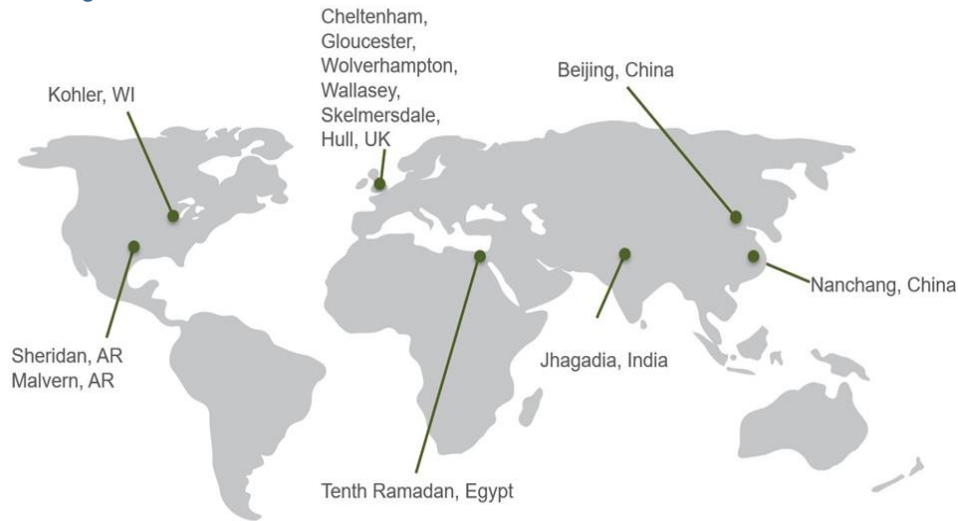 Cheltenham,
Gloucester,
Wolverhampton,
Wallasey,
Skelmersdale,
Hull, UK
Kohler, WI
Beijing, China
Nanchang, China
Sheridan, AR
Malvern, AR
Jhagadia, India
Tenth Ramadan, Egypt